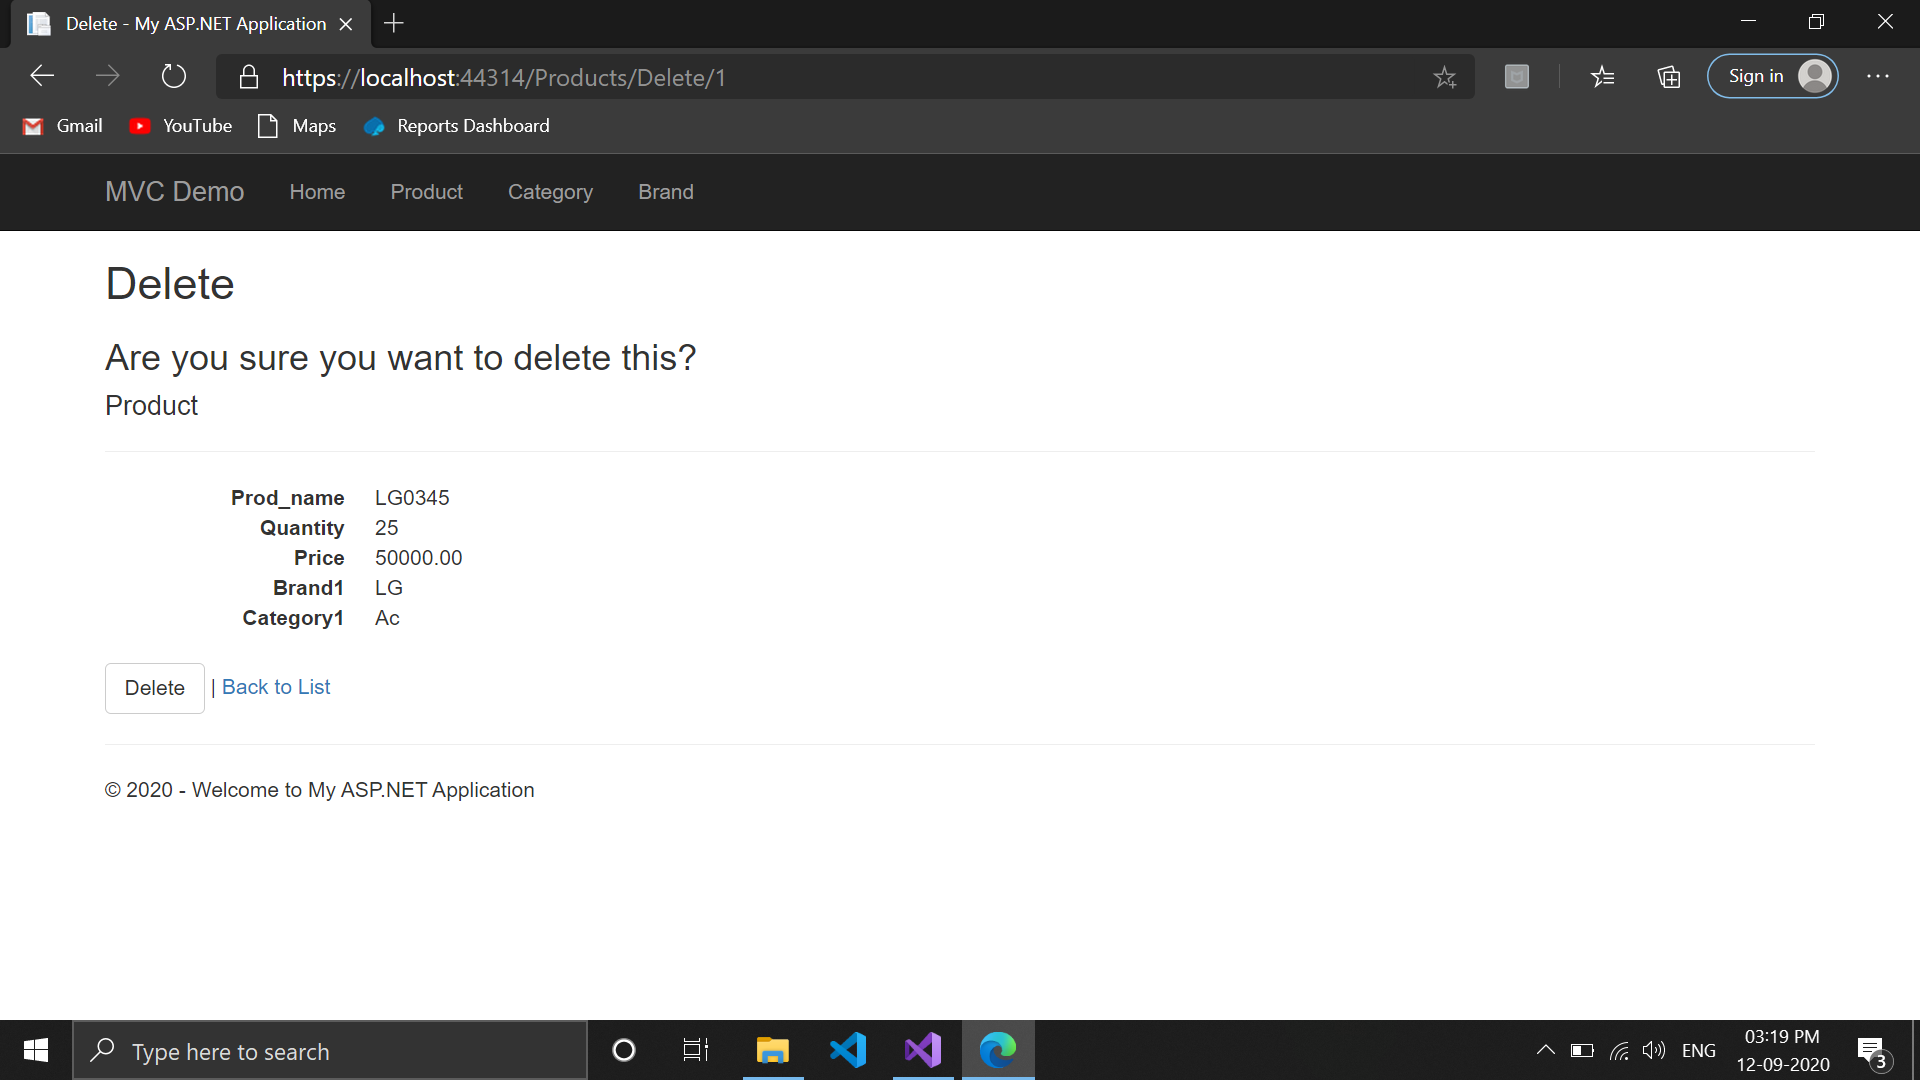 Delete - My ASP.NET Application
https://localhost:44314/Products/Delete/1
Sign in
Gmail YouTube Maps Reports Dashboard
MVC Demo Home Product Category Brand
Delete
Are you sure you want to delete this?
Product
Prod_name LG0345
Quantity 25
Price 50000.00
Brand1 LG
Category1 Ac
Delete | Back to List
© 2020 - Welcome to My ASP.NET Application
Type here to search
ENG
03:19 PM
12-09-2020
3